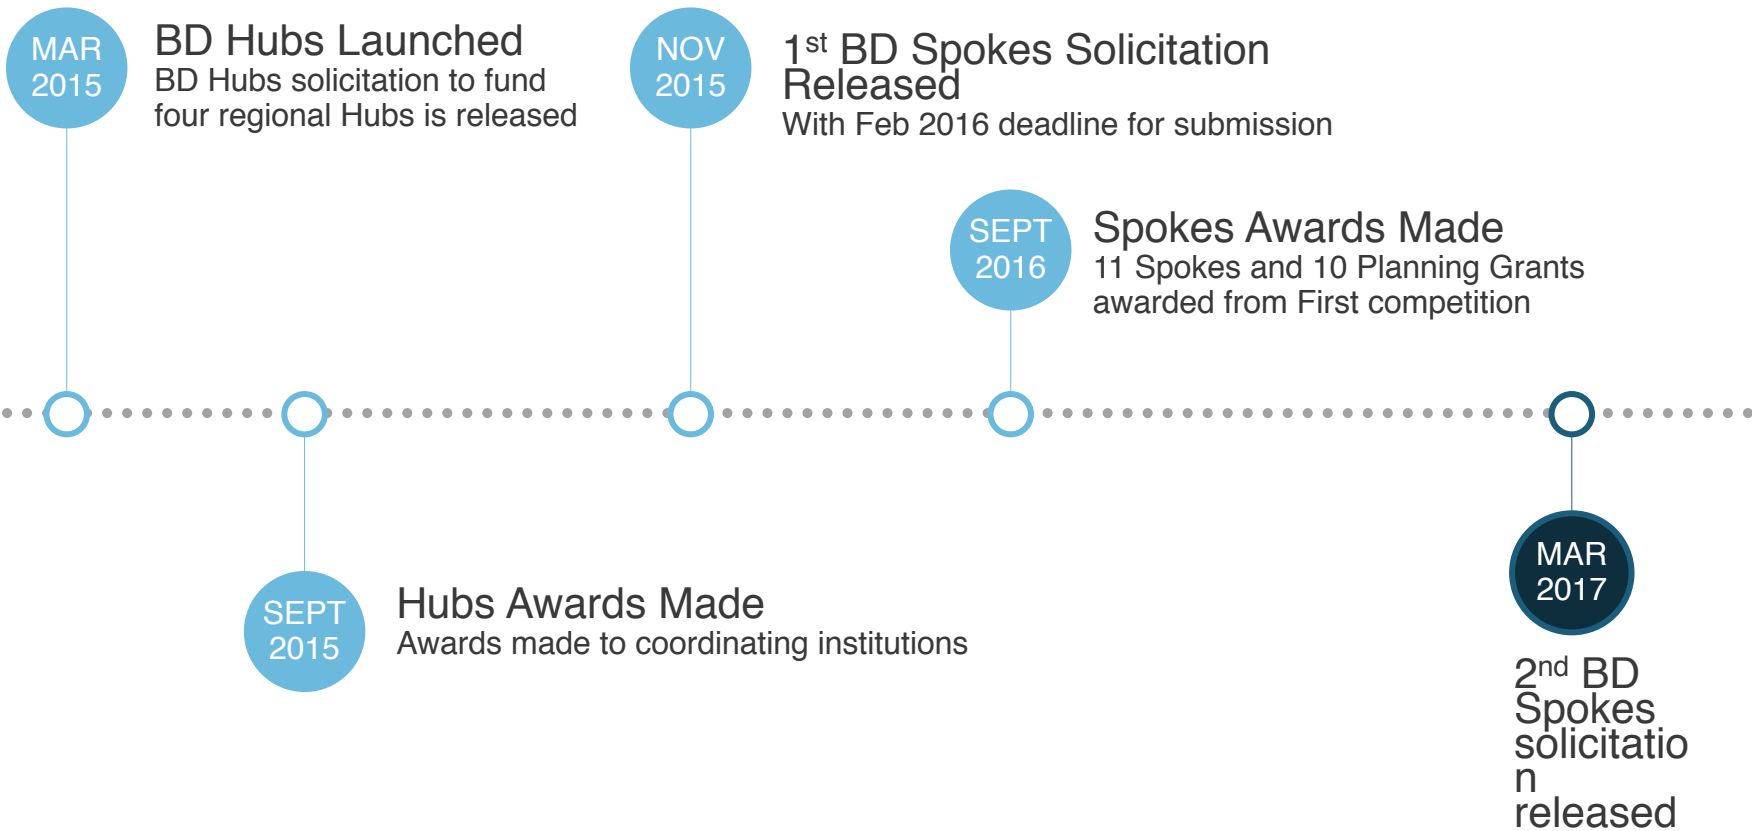 MAR
2015
BD Hubs Launched
BD Hubs solicitation to fund
four regional Hubs is released
NOV
2015
1st BD Spokes Solicitation
Released
With Feb 2016 deadline for submission
SEPT
2016
Spokes Awards Made
11 Spokes and 10 Planning Grants
awarded from First competition
SEPT
2015
Hubs Awards Made
Awards made to coordinating institutions
MAR
2017
2nd BD
Spokes
solicitatio
n
released